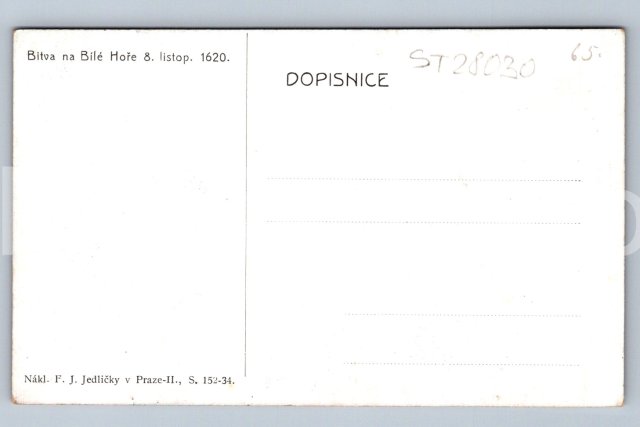 Bitva na Bílé Hoře 8. listop. 1620.
DOPISNICE
ST28030
65.
Nákl. F. J. Jedličky v Praze-II., S. 152-34.